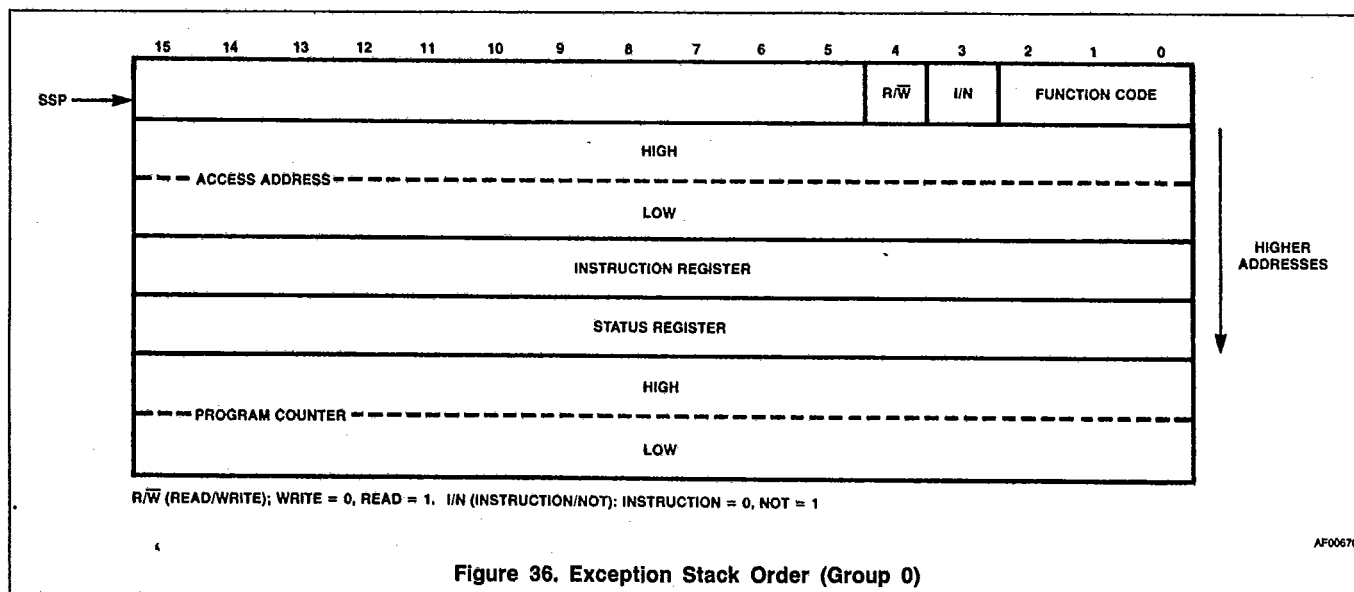 15 14 13 12 11 10 9 8 7 6 5 4 3 2 1 0
SSP R/W̅ I/N FUNCTION CODE
HIGH
ACCESS ADDRESS
LOW
INSTRUCTION REGISTER
HIGHER
ADDRESSES
STATUS REGISTER
HIGH
PROGRAM COUNTER
LOW
R/W̅ (READ/WRITE); WRITE = 0, READ = 1. I/N (INSTRUCTION/NOT): INSTRUCTION = 0, NOT = 1
AF00670
Figure 36. Exception Stack Order (Group 0)